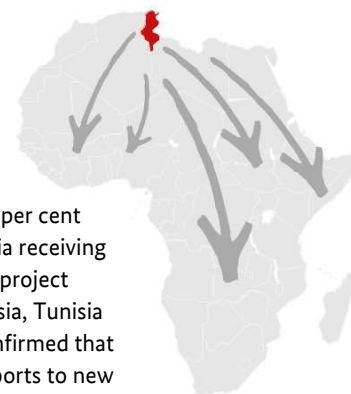 per cent
ia receiving
project
sia, Tunisia
nfirmed that
ports to new